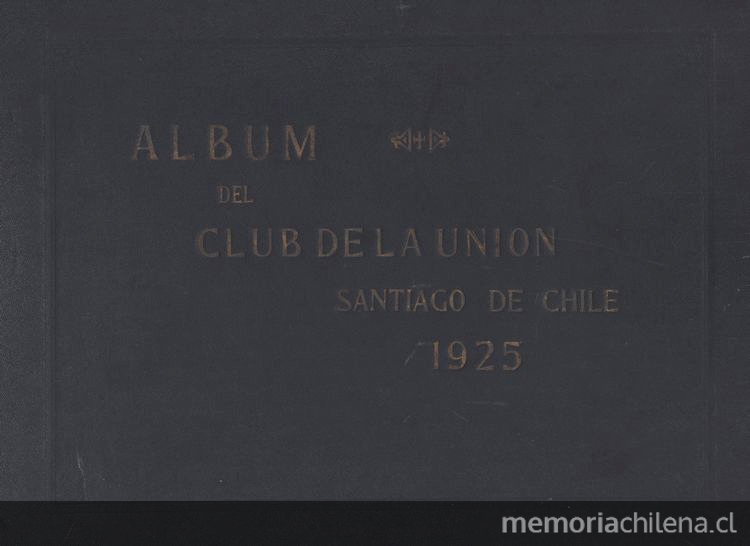 ALBUM
DEL
CLUB DE LA UNION
SANTIAGO DE CHILE
1925
memoriachilena.cl